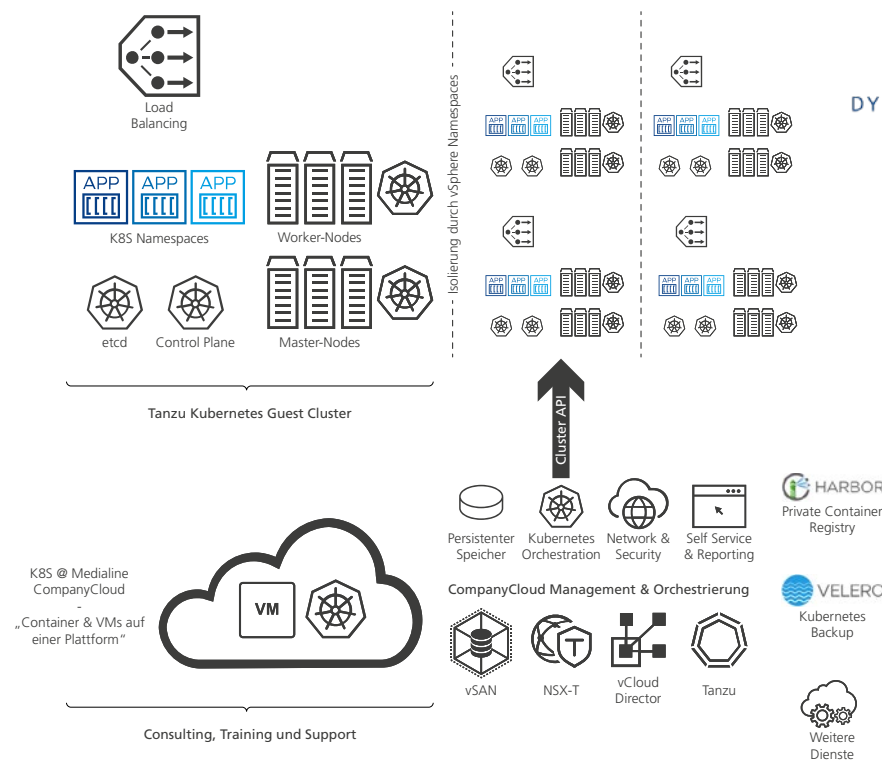 Load
Balancing
APP APP APP
K8S Namespaces
Worker-Nodes
etcd
Control Plane
Master-Nodes
Tanzu Kubernetes Guest Cluster
Isolierung durch vSphere Namespaces
APP APP APP
APP APP APP
APP APP APP
APP APP APP
DY
Cluster API
Persistenter
Speicher
Kubernetes
Orchestration
Network &
Security
Self Service
& Reporting
HARBOR
Private Container
Registry
CompanyCloud Management & Orchestrierung
K8S @ Medialine
CompanyCloud
-
„Container & VMs auf
einer Plattform“
VM
vSAN
T
NSX-T
vCloud
Director
Tanzu
VELERO
Kubernetes
Backup
Consulting, Training und Support
Weitere
Dienste